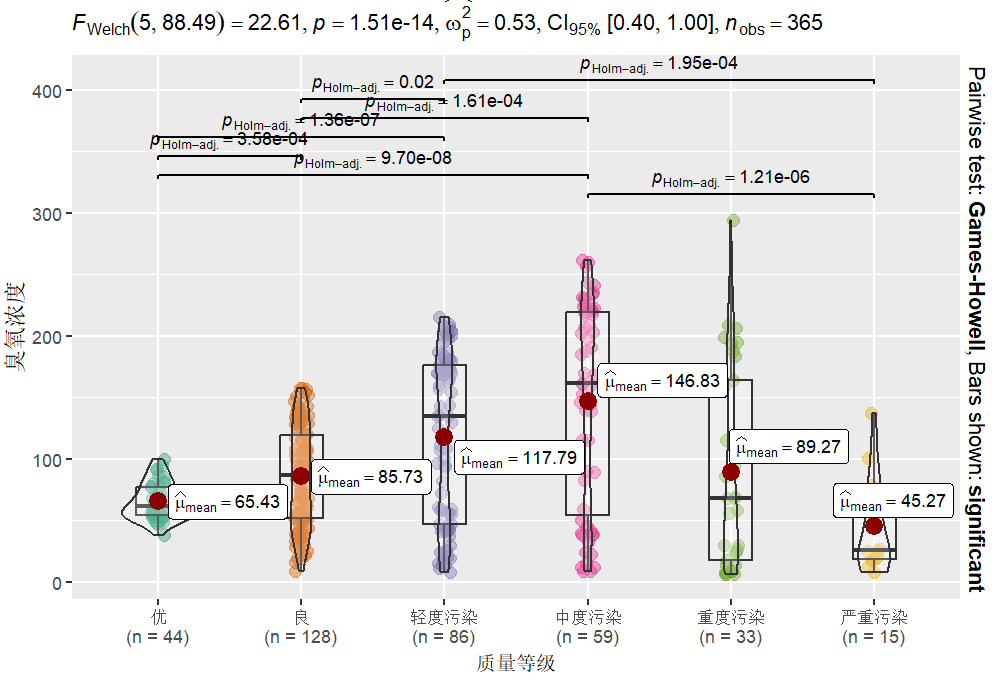 F_Welch(5, 88.49) = 22.61, p = 1.51e-14, ω_p^2 = 0.53, CI_95% [0.40, 1.00], n_obs = 365
p_Holm−adj. = 1.95e-04
p_Holm−adj. = 0.02
p_Holm−adj. = 1.61e-04
p_Holm−adj. = 1.36e-07
p_Holm−adj. = 3.58e-04
p_Holm−adj. = 9.70e-08
p_Holm−adj. = 1.21e-06
Pairwise test: Games-Howell, Bars shown: significant
臭氧浓度
400
300
200
100
0
μ̂_mean = 65.43
μ̂_mean = 85.73
μ̂_mean = 117.79
μ̂_mean = 146.83
μ̂_mean = 89.27
μ̂_mean = 45.27
优
(n = 44)
良
(n = 128)
轻度污染
(n = 86)
中度污染
(n = 59)
重度污染
(n = 33)
严重污染
(n = 15)
质量等级